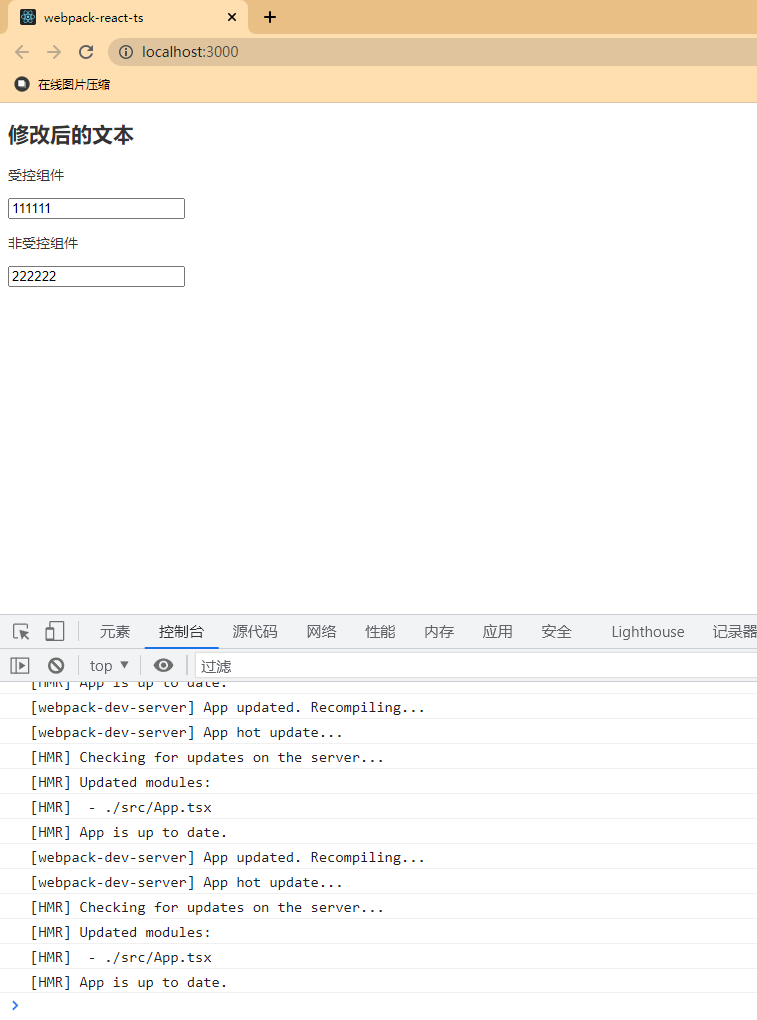 webpack-react-ts
localhost:3000
在线图片压缩
修改后的文本
受控组件
111111
非受控组件
222222
元素 控制台 源代码 网络 性能 内存 应用 安全 Lighthouse 记录器
top 过滤
[HMR] App is up to date.
[webpack-dev-server] App updated. Recompiling...
[webpack-dev-server] App hot update...
[HMR] Checking for updates on the server...
[HMR] Updated modules:
[HMR]  - ./src/App.tsx
[HMR] App is up to date.
[webpack-dev-server] App updated. Recompiling...
[webpack-dev-server] App hot update...
[HMR] Checking for updates on the server...
[HMR] Updated modules:
[HMR]  - ./src/App.tsx
[HMR] App is up to date.